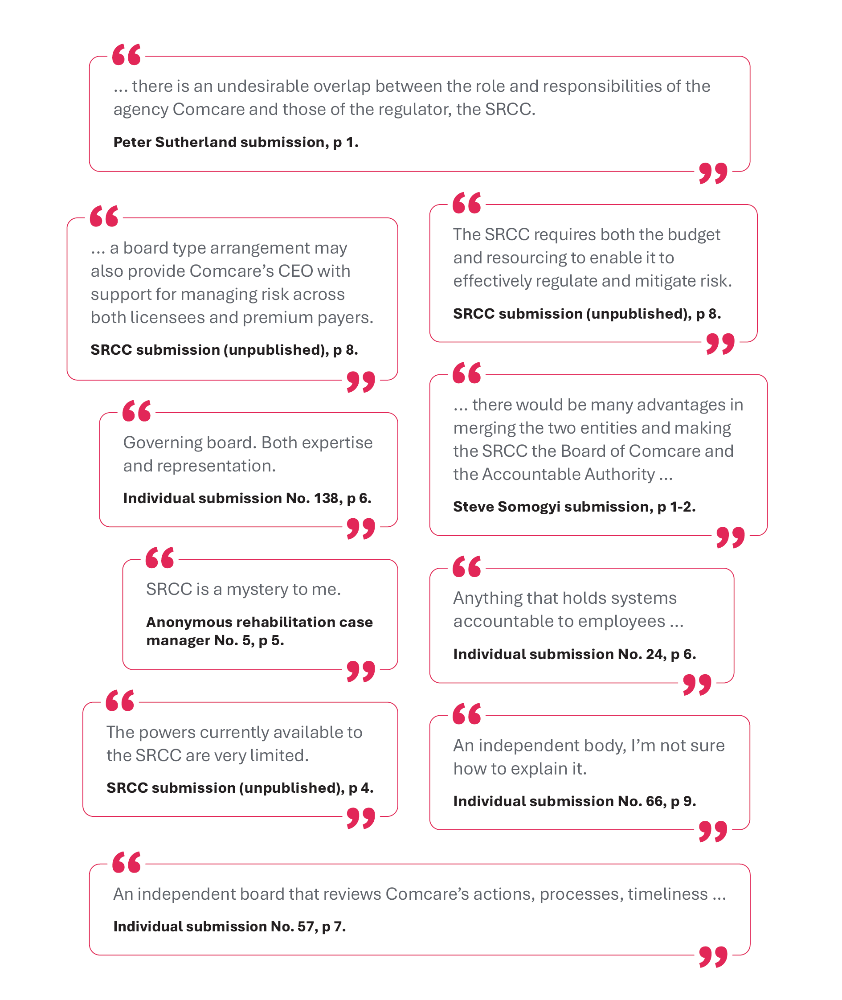 ... there is an undesirable overlap between the role and responsibilities of the
agency Comcare and those of the regulator, the SRCC.
Peter Sutherland submission, p 1.
... a board type arrangement may
also provide Comcare’s CEO with
support for managing risk across
both licensees and premium payers.
SRCC submission (unpublished), p 8.
The SRCC requires both the budget
and resourcing to enable it to
effectively regulate and mitigate risk.
SRCC submission (unpublished), p 8.
Governing board. Both expertise
and representation.
Individual submission No. 138, p 6.
... there would be many advantages in
merging the two entities and making
the SRCC the Board of Comcare and
the Accountable Authority ...
Steve Somogyi submission, p 1-2.
SRCC is a mystery to me.
Anonymous rehabilitation case
manager No. 5, p 5.
Anything that holds systems
accountable to employees ...
Individual submission No. 24, p 6.
The powers currently available to
the SRCC are very limited.
SRCC submission (unpublished), p 4.
An independent body, I’m not sure
how to explain it.
Individual submission No. 66, p 9.
An independent board that reviews Comcare’s actions, processes, timeliness ...
Individual submission No. 57, p 7.